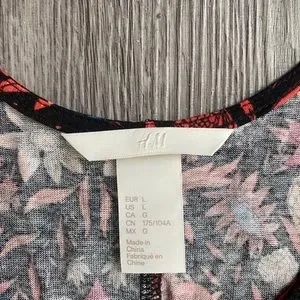 H&M
EUR L
US L
CA G
CN 175/104A
MX G
Made in
China
Fabriqué en
Chine